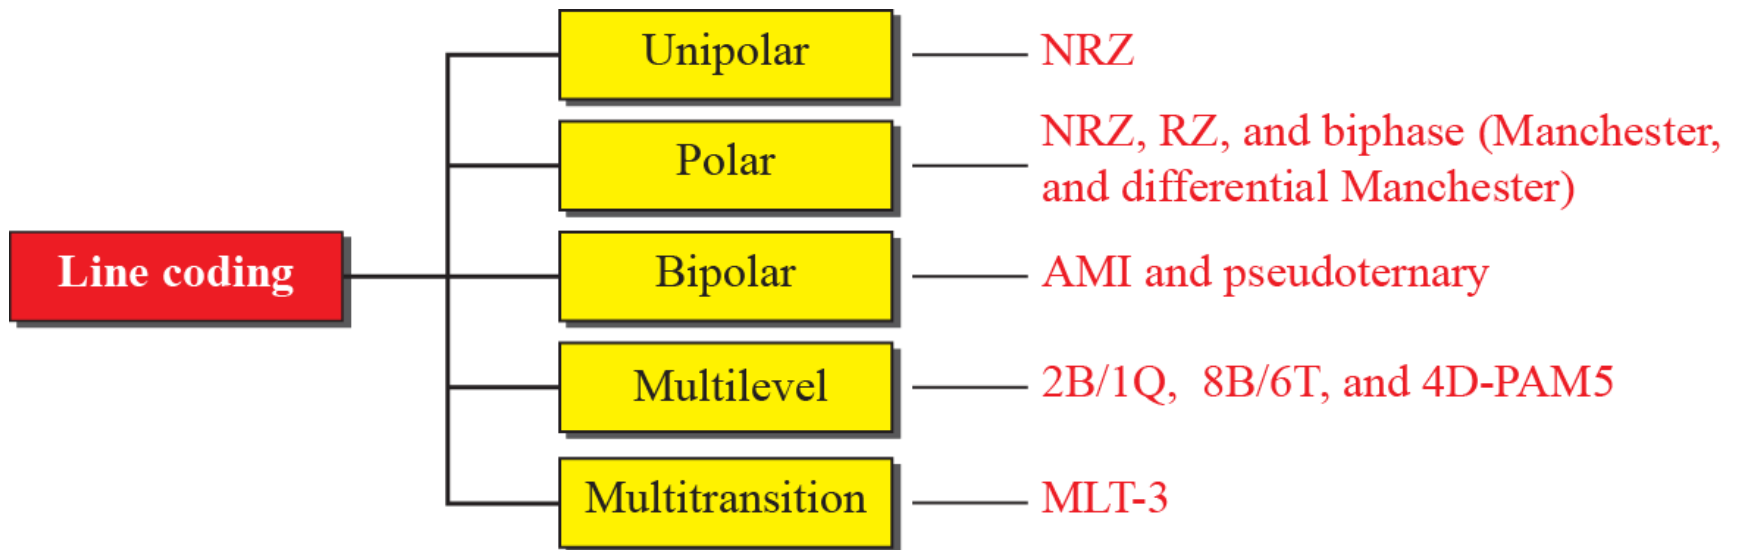 Unipolar
NRZ
Polar
NRZ, RZ, and biphase (Manchester,
and differential Manchester)
Line coding
Bipolar
AMI and pseudoternary
Multilevel
2B/1Q, 8B/6T, and 4D-PAM5
Multitransition
MLT-3